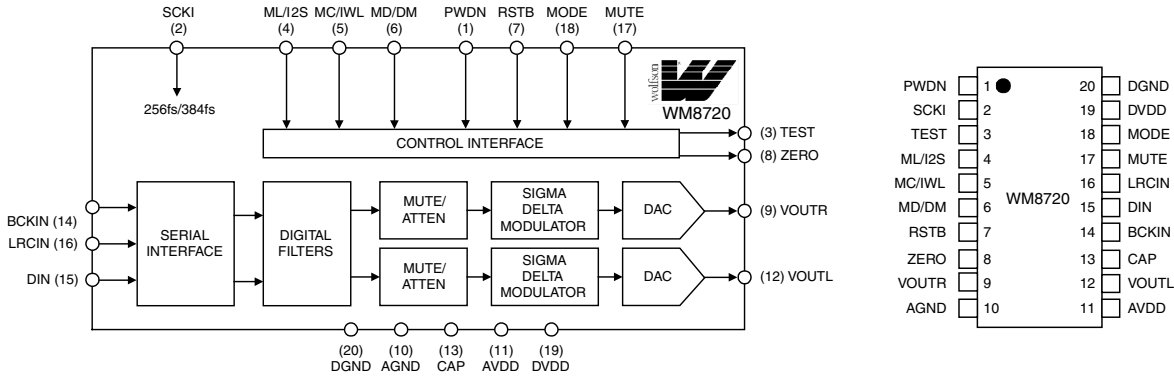 SCKI
(2)
ML/I2S
(4)
MC/IWL
(5)
MD/DM
(6)
PWDN
(1)
RSTB
(7)
MODE
(18)
MUTE
(17)
256fs/384fs
wolfson
WM8720
CONTROL INTERFACE
(3) TEST
(8) ZERO
BCKIN (14)
LRCIN (16)
DIN (15)
SERIAL
INTERFACE
DIGITAL
FILTERS
MUTE/
ATTEN
SIGMA
DELTA
MODULATOR
DAC
(9) VOUTR
MUTE/
ATTEN
SIGMA
DELTA
MODULATOR
DAC
(12) VOUTL
(20)
DGND
(10)
AGND
(13)
CAP
(11)
AVDD
(19)
DVDD
PWDN 1 20 DGND
SCKI 2 19 DVDD
TEST 3 18 MODE
ML/I2S 4 17 MUTE
MC/IWL 5 16 LRCIN
WM8720
MD/DM 6 15 DIN
RSTB 7 14 BCKIN
ZERO 8 13 CAP
VOUTR 9 12 VOUTL
AGND 10 11 AVDD